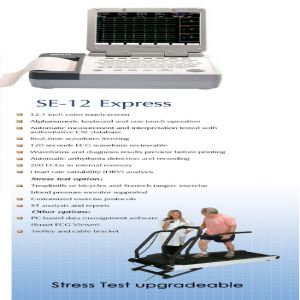 SE-12 Express
12.1 inch color touch-screen
Alphanumeric keyboard and one touch operation
Automatic measurement and interpretation tested with
authoritative CSE database
Real-time waveform freezing
120 seconds ECG waveform reviewable
Waveforms and diagnosis results preview before printing
Automatic arrhythmia detection and recording
200 ECGs in internal memory
Heart rate variability (HRV) analysis
Stress test option:
Treadmills or bicycles and Suntech tangoe exercise
blood pressure monitor supported
Customized exercise protocols
ST analysis and reports
Other options:
PC-based data management software
(Smart ECG Viewer)
Trolley and cable bracket
Stress Test upgradeable